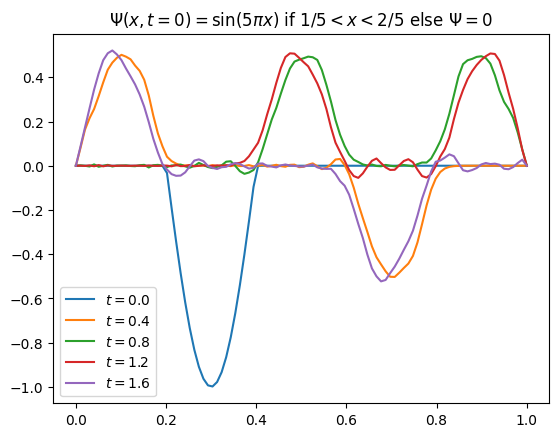 Ψ(x, t = 0) = sin(5πx) if 1/5 < x < 2/5 else Ψ = 0
0.4
0.2
0.0
−0.2
−0.4
−0.6
−0.8
−1.0
t = 0.0
t = 0.4
t = 0.8
t = 1.2
t = 1.6
0.0 0.2 0.4 0.6 0.8 1.0